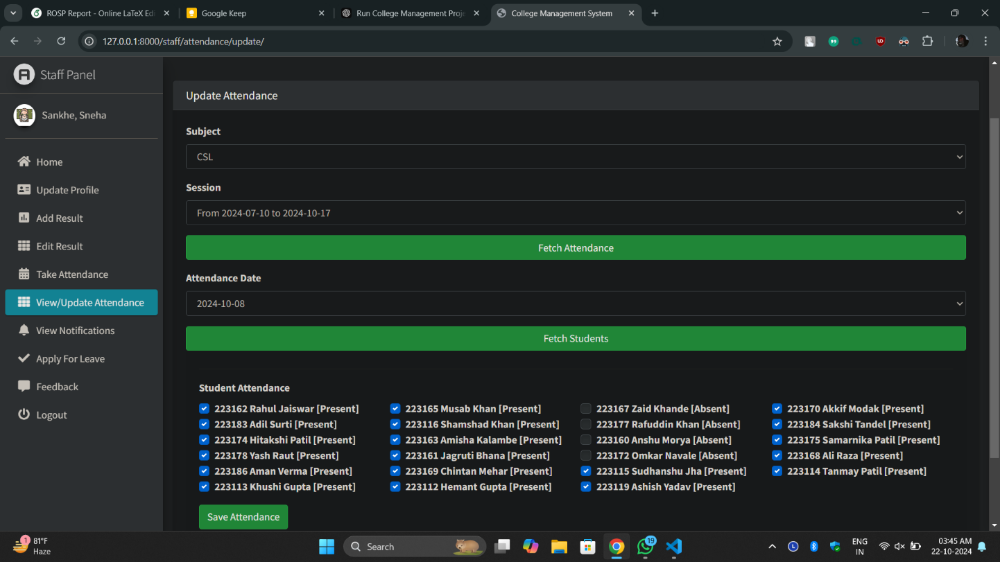 ROSP Report - Online LaTeX Ed
Google Keep
Run College Management Proje
College Management System
127.0.0.1:8000/staff/attendance/update/
Staff Panel
Sankhe, Sneha
Home
Update Profile
Add Result
Edit Result
Take Attendance
View/Update Attendance
View Notifications
Apply For Leave
Feedback
Logout
Update Attendance
Subject
CSL
Session
From 2024-07-10 to 2024-10-17
Fetch Attendance
Attendance Date
2024-10-08
Fetch Students
Student Attendance
223162 Rahul Jaiswar [Present] 223165 Musab Khan [Present] 223167 Zaid Khande [Absent] 223170 Akkif Modak [Present]
223183 Adil Surti [Present] 223116 Shamshad Khan [Present] 223177 Rafuddin Khan [Absent] 223184 Sakshi Tandel [Present]
223174 Hitakshi Patil [Present] 223163 Amisha Kalambe [Present] 223160 Anshu Morya [Absent] 223175 Samarnika Patil [Present]
223178 Yash Raut [Present] 223161 Jagruti Bhana [Present] 223172 Omkar Navale [Absent] 223168 Ali Raza [Present]
223186 Aman Verma [Present] 223169 Chintan Mehar [Present] 223115 Sudhanshu Jha [Present] 223114 Tanmay Patil [Present]
223113 Khushi Gupta [Present] 223112 Hemant Gupta [Present] 223119 Ashish Yadav [Present]
Save Attendance
1
81°F
Haze
Search
19
ENG
IN
03:45 AM
22-10-2024